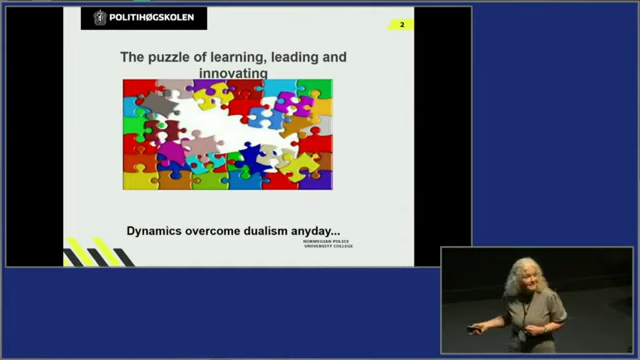 POLITIHØGSKOLEN
2
The puzzle of learning, leading and
innovating
Dynamics overcome dualism anyday...
NORWEGIAN POLICE
UNIVERSITY COLLEGE